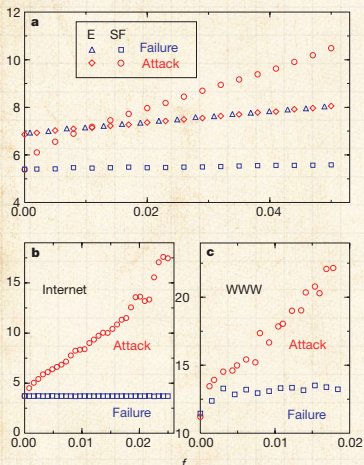 12
a
E SF
Failure
Attack
10
8
6
4
0.00 0.02 0.04
b
Internet
Attack
Failure
15
10
5
0
0.00 0.01 0.02
c
WWW
Attack
Failure
20
15
10
0.00 0.01 0.02
f